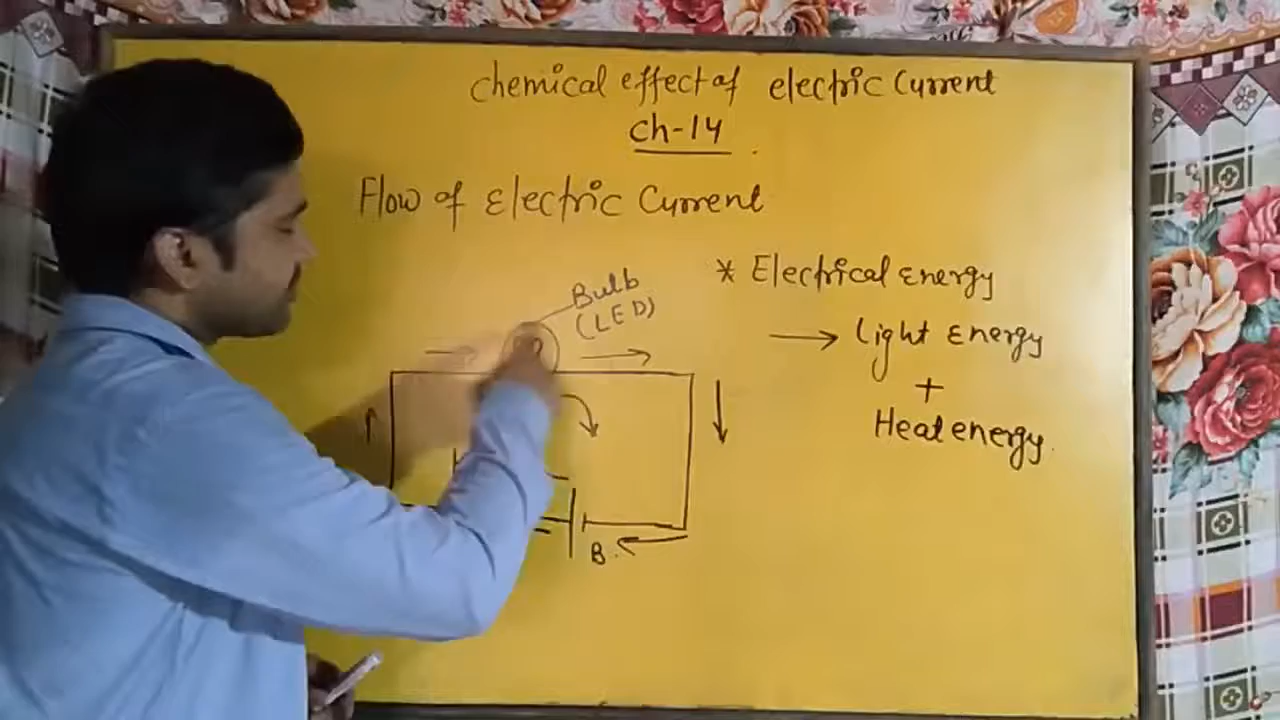 chemical effect of electric Current
Ch-14
Flow of Electric Current
* Electrical Energy
Bulb
(LED)
→ light Energy
+
Heat energy.
B.